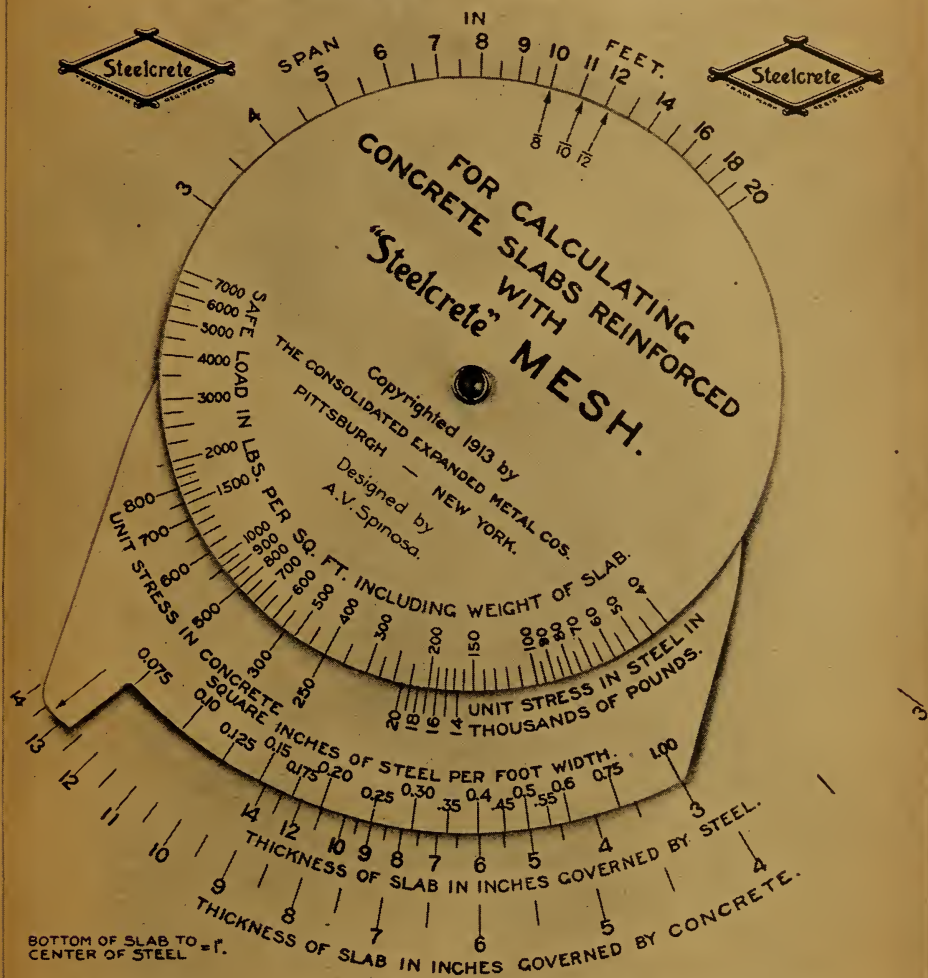 IN
SPAN
FEET.
3 4 5 6 7 8 9 10 11 12 14 16 18 20
Steelcrete
TRADE MARK REGISTERED
Steelcrete
TRADE MARK REGISTERED
1/8 1/10 1/12
FOR CALCULATING
CONCRETE SLABS REINFORCED
WITH
"Steelcrete" MESH.
Copyrighted 1913 by
THE CONSOLIDATED EXPANDED METAL COS.
PITTSBURGH — NEW YORK.
Designed by
A.V. Spinosa.
7000 6000 5000 4000 3000 2000 1500 1000 900 800 700 600 500 400 300 200 150 100 90 80 70 60 50 40
SAFE LOAD IN LBS. PER SQ. FT. INCLUDING WEIGHT OF SLAB.
800 700 600 500 300 250
UNIT STRESS IN CONCRETE.
20 18 16 14
UNIT STRESS IN STEEL IN
THOUSANDS OF POUNDS.
SQUARE INCHES OF STEEL PER FOOT WIDTH.
0.075 0.10 0.125 0.15 0.175 0.20 0.25 0.30 .35 0.4 .45 0.5 .55 0.6 0.75 1.00
14 12 10 9 8 7 6 5 4 3
THICKNESS OF SLAB IN INCHES GOVERNED BY STEEL.
14 13 12 11 10 9 8 7 6 5 4 3
THICKNESS OF SLAB IN INCHES GOVERNED BY CONCRETE.
BOTTOM OF SLAB TO
CENTER OF STEEL = 1".